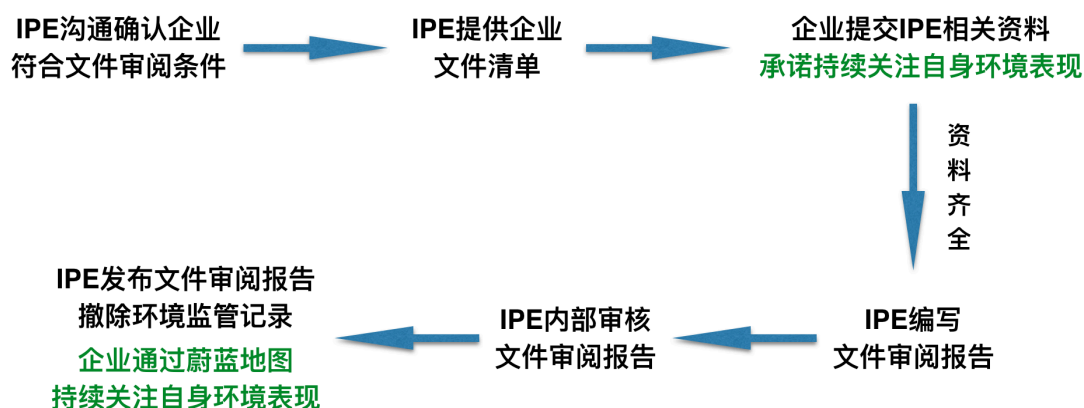 IPE沟通确认企业
符合文件审阅条件
IPE提供企业
文件清单
企业提交IPE相关资料
承诺持续关注自身环境表现
资
料
齐
全
IPE编写
文件审阅报告
IPE内部审核
文件审阅报告
IPE发布文件审阅报告
撤除环境监管记录
企业通过蔚蓝地图
持续关注自身环境表现